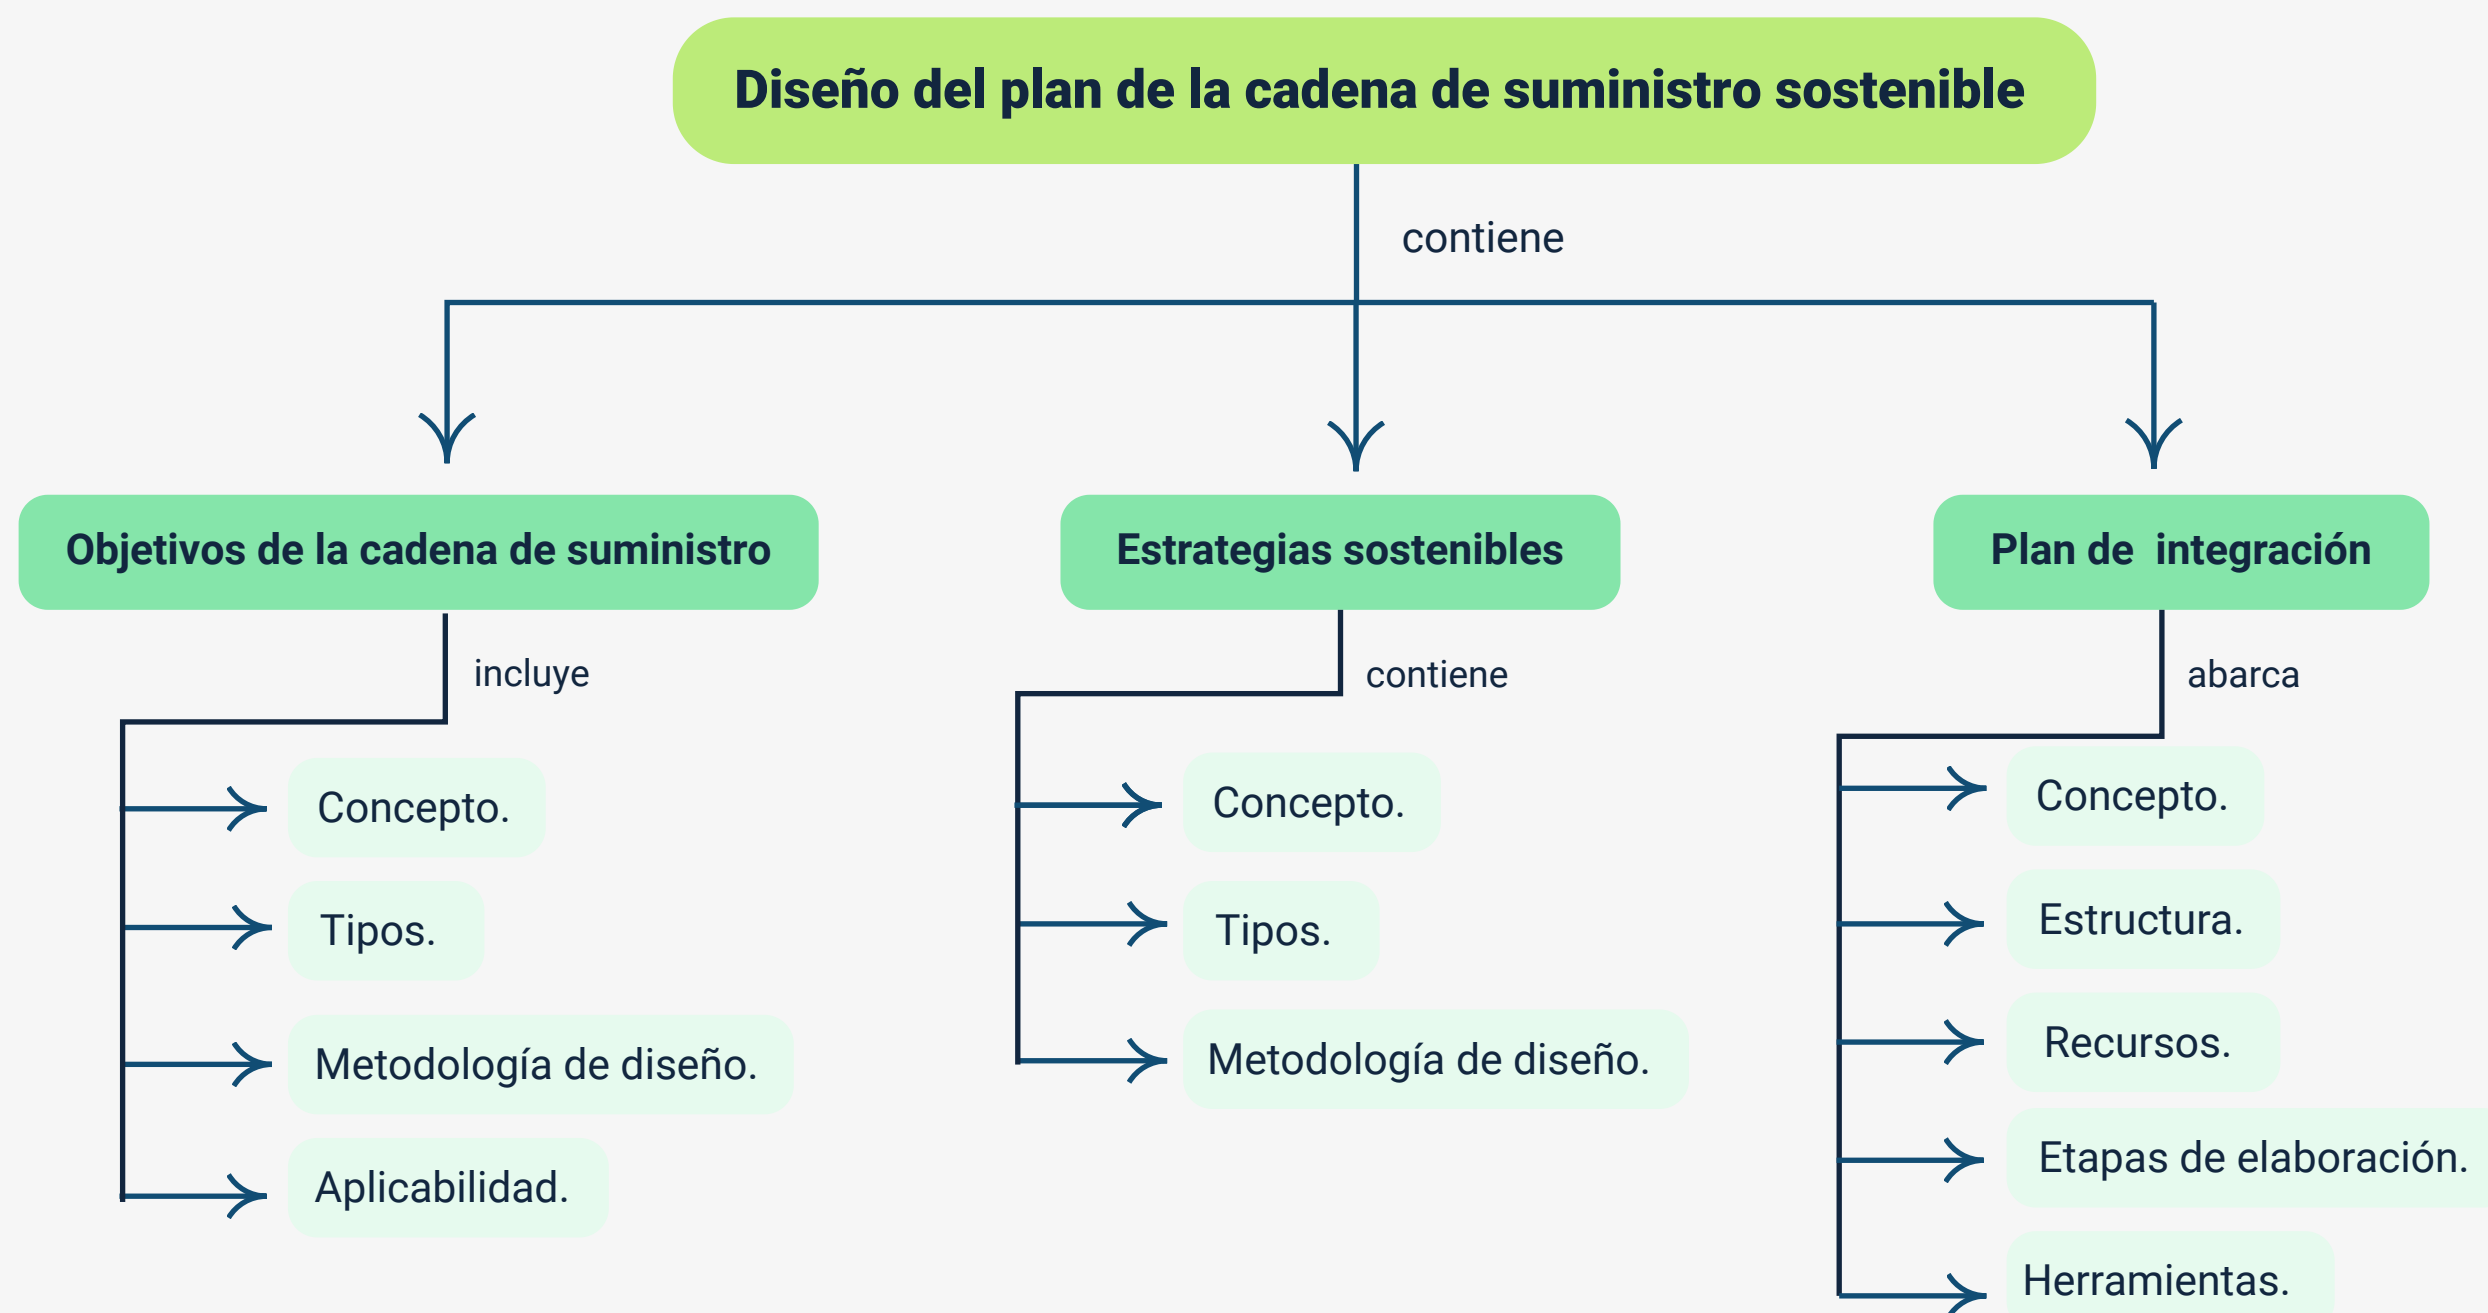 Diseño del plan de la cadena de suministro sostenible
contiene
Objetivos de la cadena de suministro
incluye
Concepto.
Tipos.
Metodología de diseño.
Aplicabilidad.
Estrategias sostenibles
contiene
Concepto.
Tipos.
Metodología de diseño.
Plan de integración
abarca
Concepto.
Estructura.
Recursos.
Etapas de elaboración.
Herramientas.